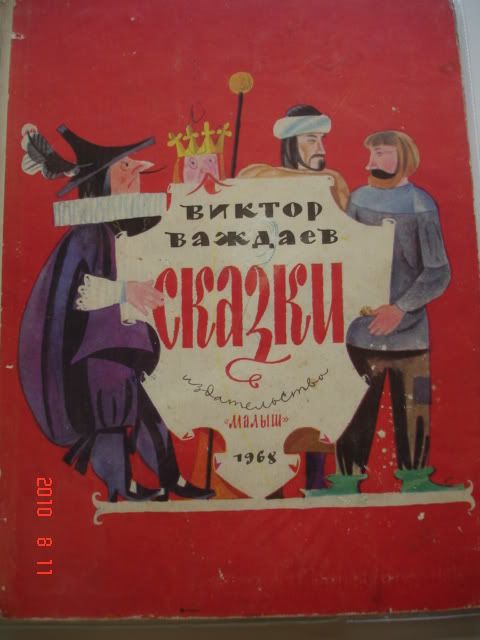 ВИКТОР
ВАЖДАЕВ
СКАЗКИ
издательство
«МАЛЫШ»
1968
2010 8 11